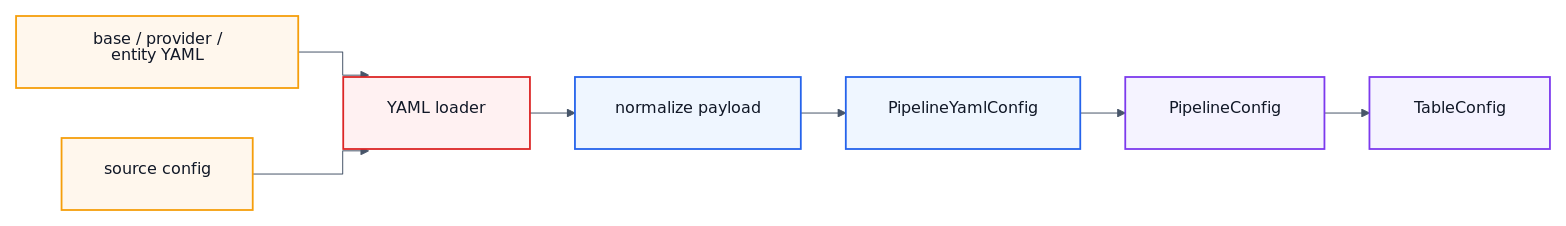 base / provider /
entity YAML
source config
YAML loader
normalize payload
PipelineYamlConfig
PipelineConfig
TableConfig